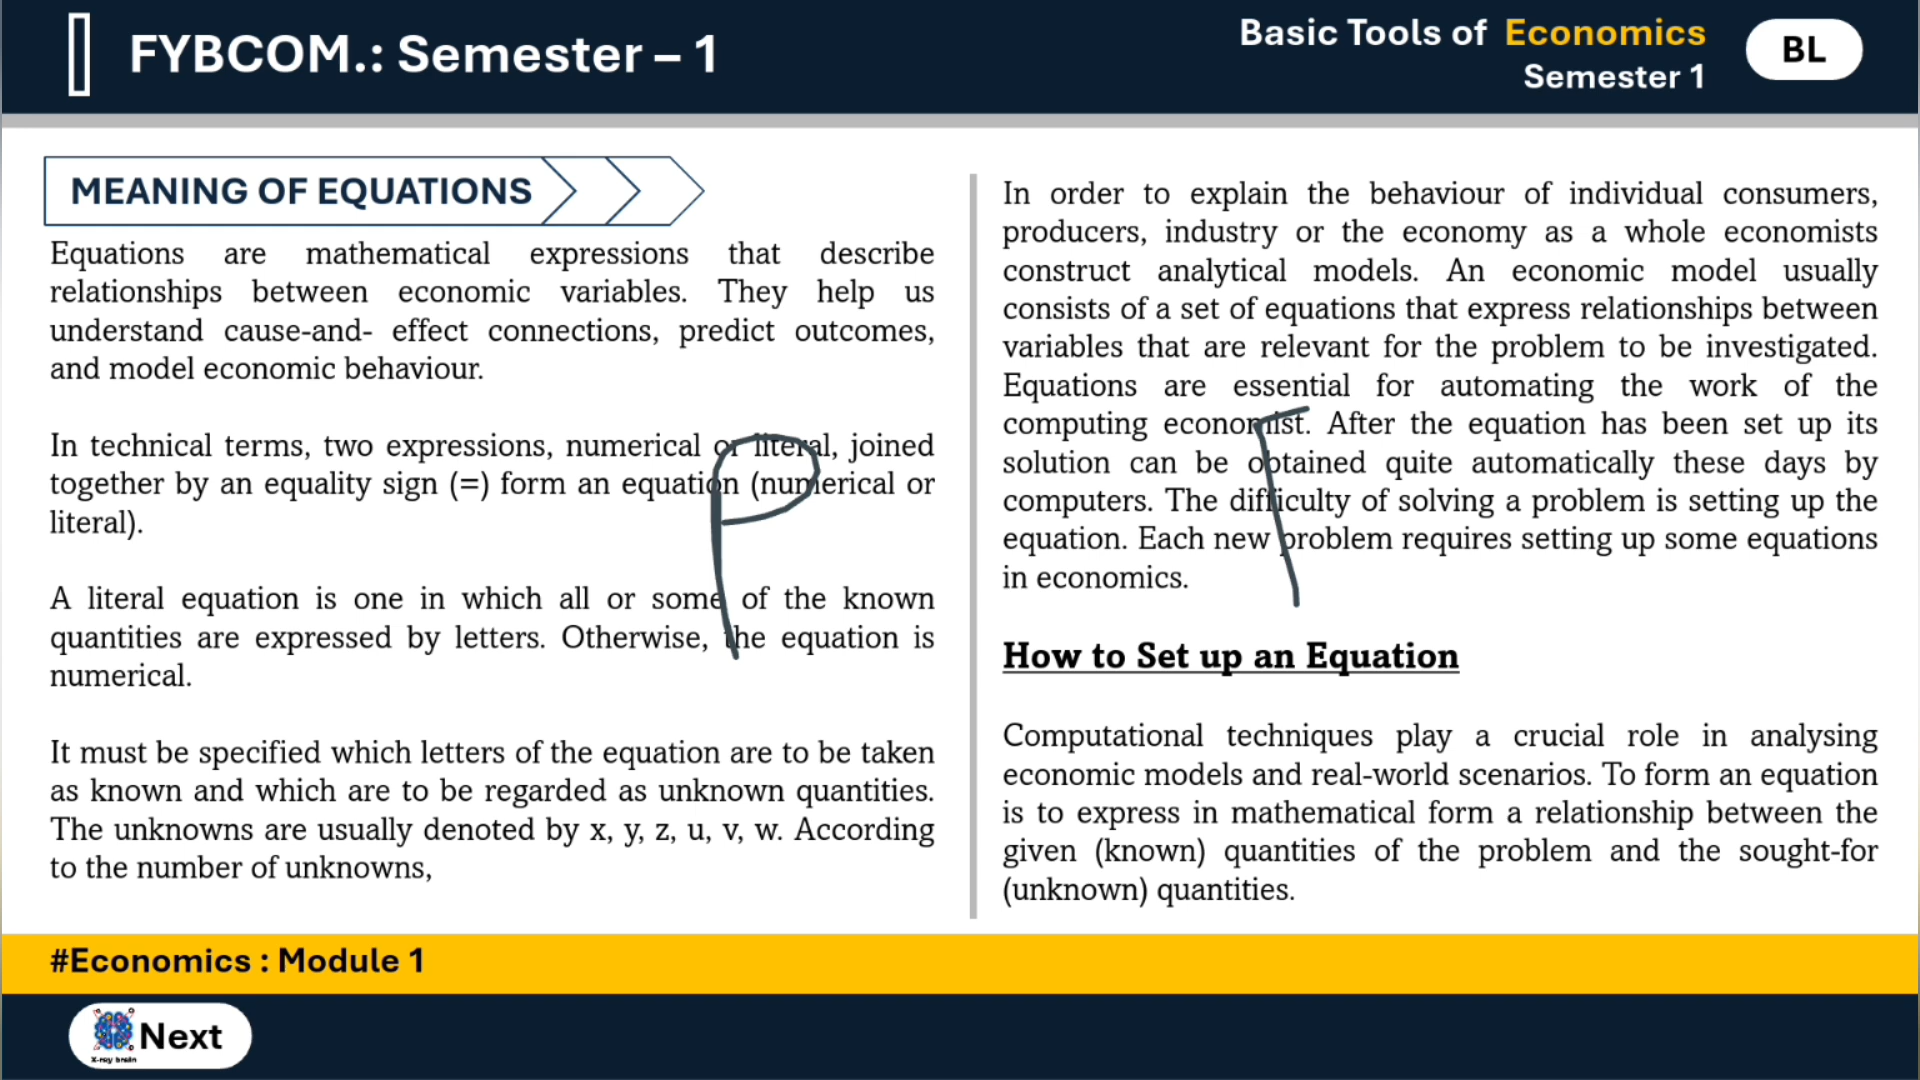 FYBCOM.: Semester – 1
Basic Tools of Economics
Semester 1
BL
MEANING OF EQUATIONS
Equations are mathematical expressions that describe
relationships between economic variables. They help us
understand cause-and- effect connections, predict outcomes,
and model economic behaviour.
In technical terms, two expressions, numerical or literal, joined
together by an equality sign (=) form an equation (numerical or
literal).
A literal equation is one in which all or some of the known
quantities are expressed by letters. Otherwise, the equation is
numerical.
It must be specified which letters of the equation are to be taken
as known and which are to be regarded as unknown quantities.
The unknowns are usually denoted by x, y, z, u, v, w. According
to the number of unknowns,
P
In order to explain the behaviour of individual consumers,
producers, industry or the economy as a whole economists
construct analytical models. An economic model usually
consists of a set of equations that express relationships between
variables that are relevant for the problem to be investigated.
Equations are essential for automating the work of the
computing economist. After the equation has been set up its
solution can be obtained quite automatically these days by
computers. The difficulty of solving a problem is setting up the
equation. Each new problem requires setting up some equations
in economics.
How to Set up an Equation
Computational techniques play a crucial role in analysing
economic models and real-world scenarios. To form an equation
is to express in mathematical form a relationship between the
given (known) quantities of the problem and the sought-for
(unknown) quantities.
#Economics : Module 1
Next
X-ray brain